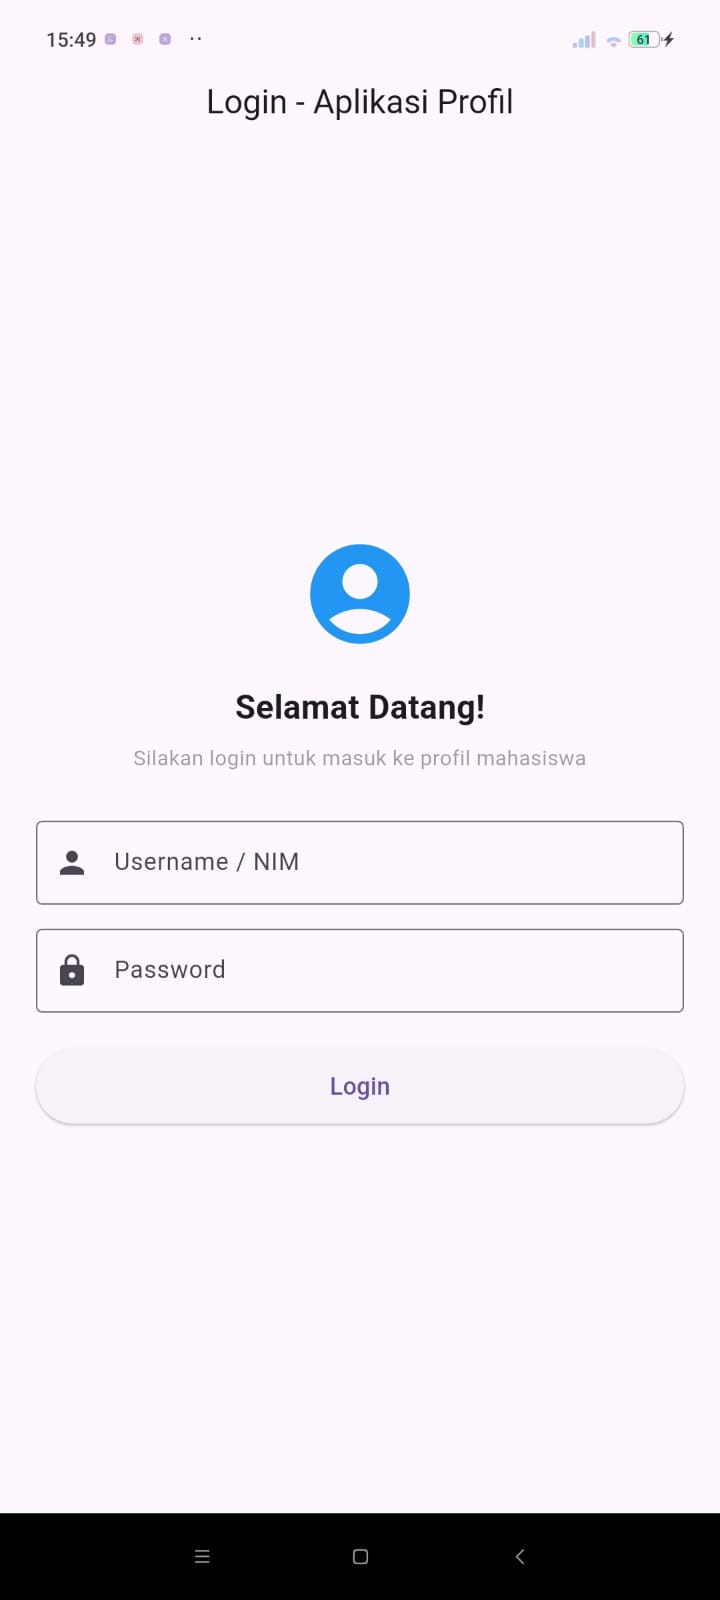 15:49
61
Login - Aplikasi Profil
Selamat Datang!
Silakan login untuk masuk ke profil mahasiswa
Username / NIM
Password
Login